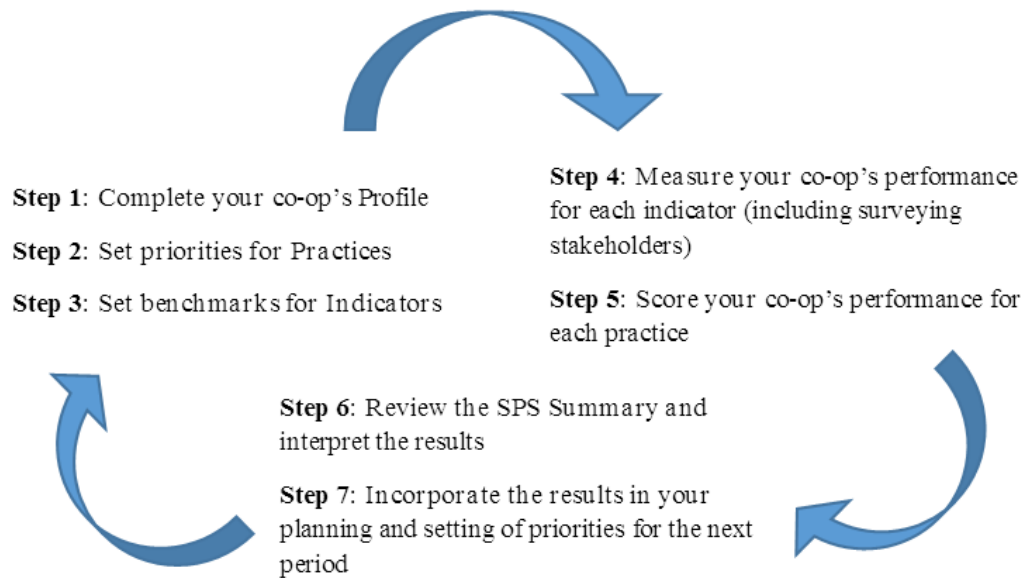 Step 1: Complete your co-op’s Profile
Step 2: Set priorities for Practices
Step 3: Set benchmarks for Indicators
Step 4: Measure your co-op’s performance
for each indicator (including surveying
stakeholders)
Step 5: Score your co-op’s performance for
each practice
Step 6: Review the SPS Summary and
interpret the results
Step 7: Incorporate the results in your
planning and setting of priorities for the next
period